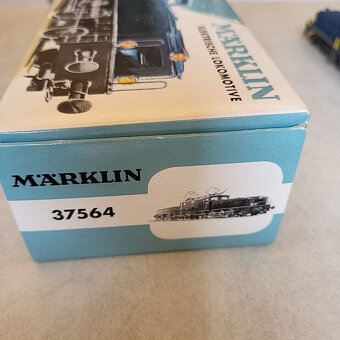 MÄRKLIN
ELEKTRISCHE LOKOMOTIVE
MÄRKLIN
37564